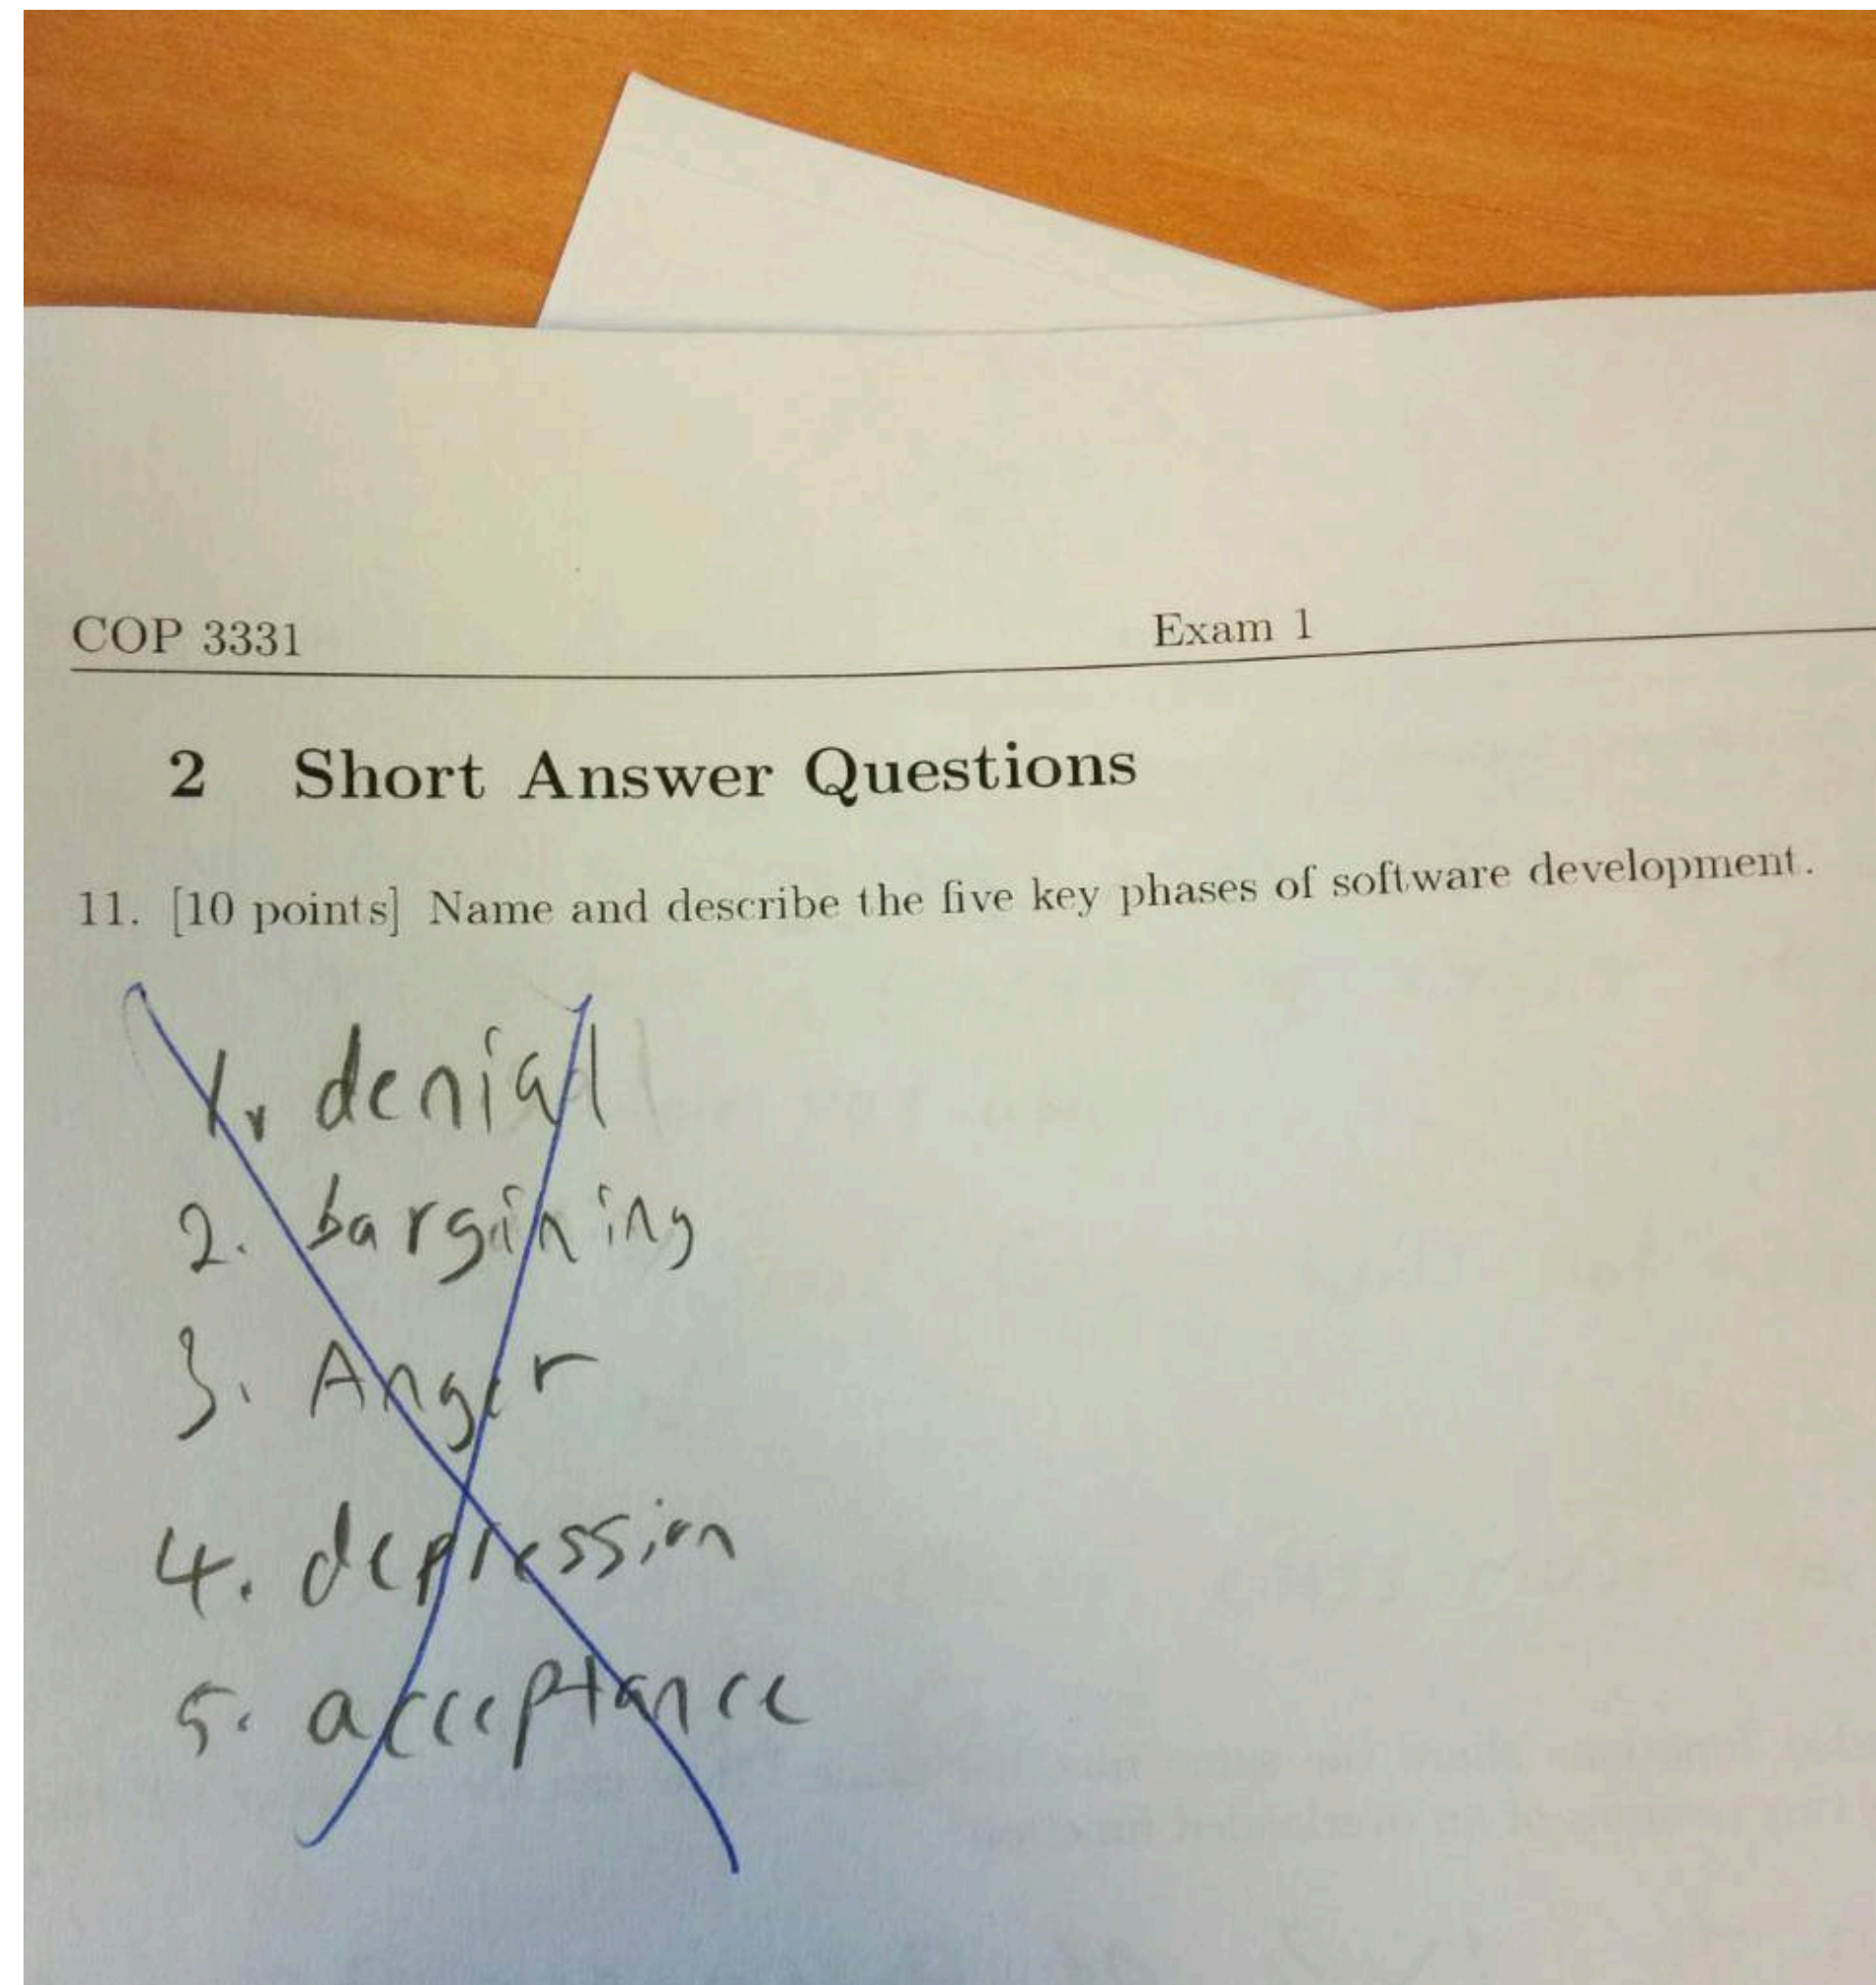 COP 3331 Exam 1
2 Short Answer Questions
11. [10 points] Name and describe the five key phases of software development.
1. denial
2. bargining
3. Anger
4. depression
5. acceptance